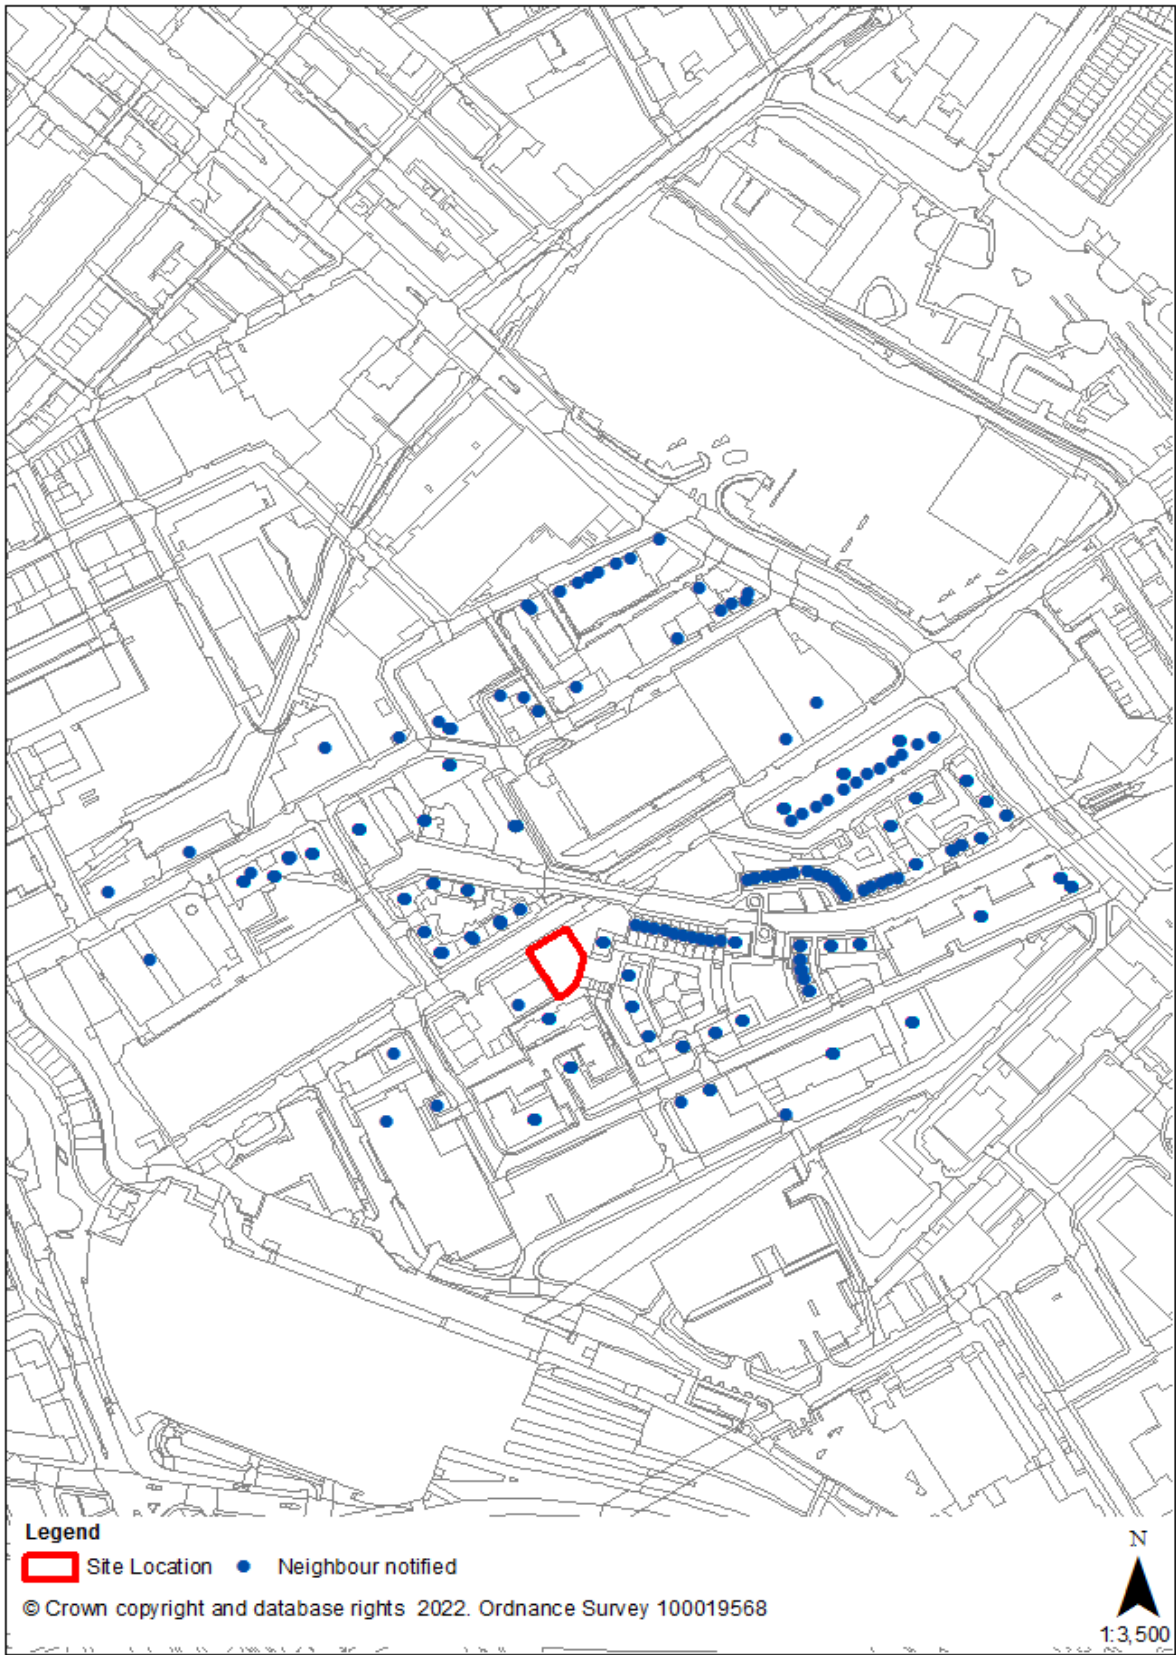 Legend
Site Location Neighbour notified
© Crown copyright and database rights 2022. Ordnance Survey 100019568
N
1:3,500